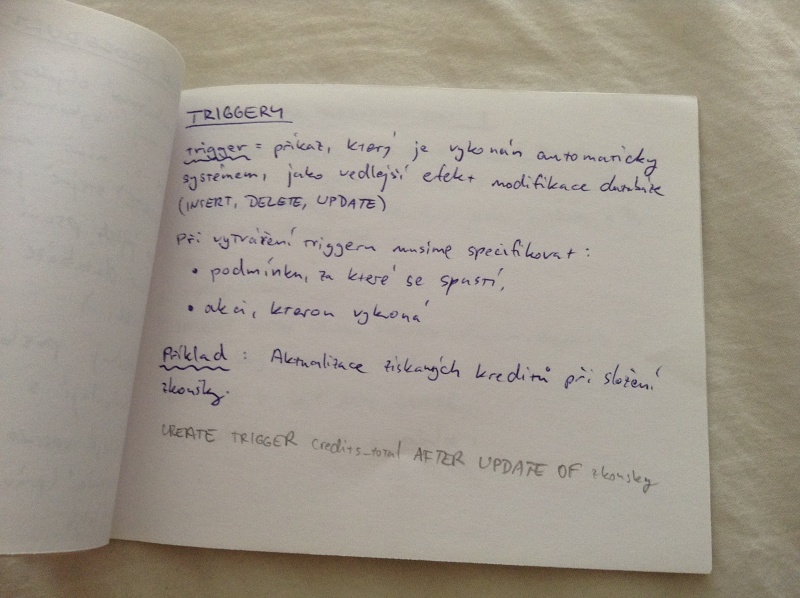 TRIGGERY
trigger = příkaz, který je vykonán automaticky
systémem, jako vedlejší efekt modifikace databáze
(INSERT, DELETE, UPDATE)
Při vytváření triggeru musíme specifikovat:
• podmínku, za které se spustí,
• akci, kterou vykoná
Příklad: Aktualizace získaných kreditů při složení
zkoušky.
CREATE TRIGGER credits_total AFTER UPDATE OF zkousky